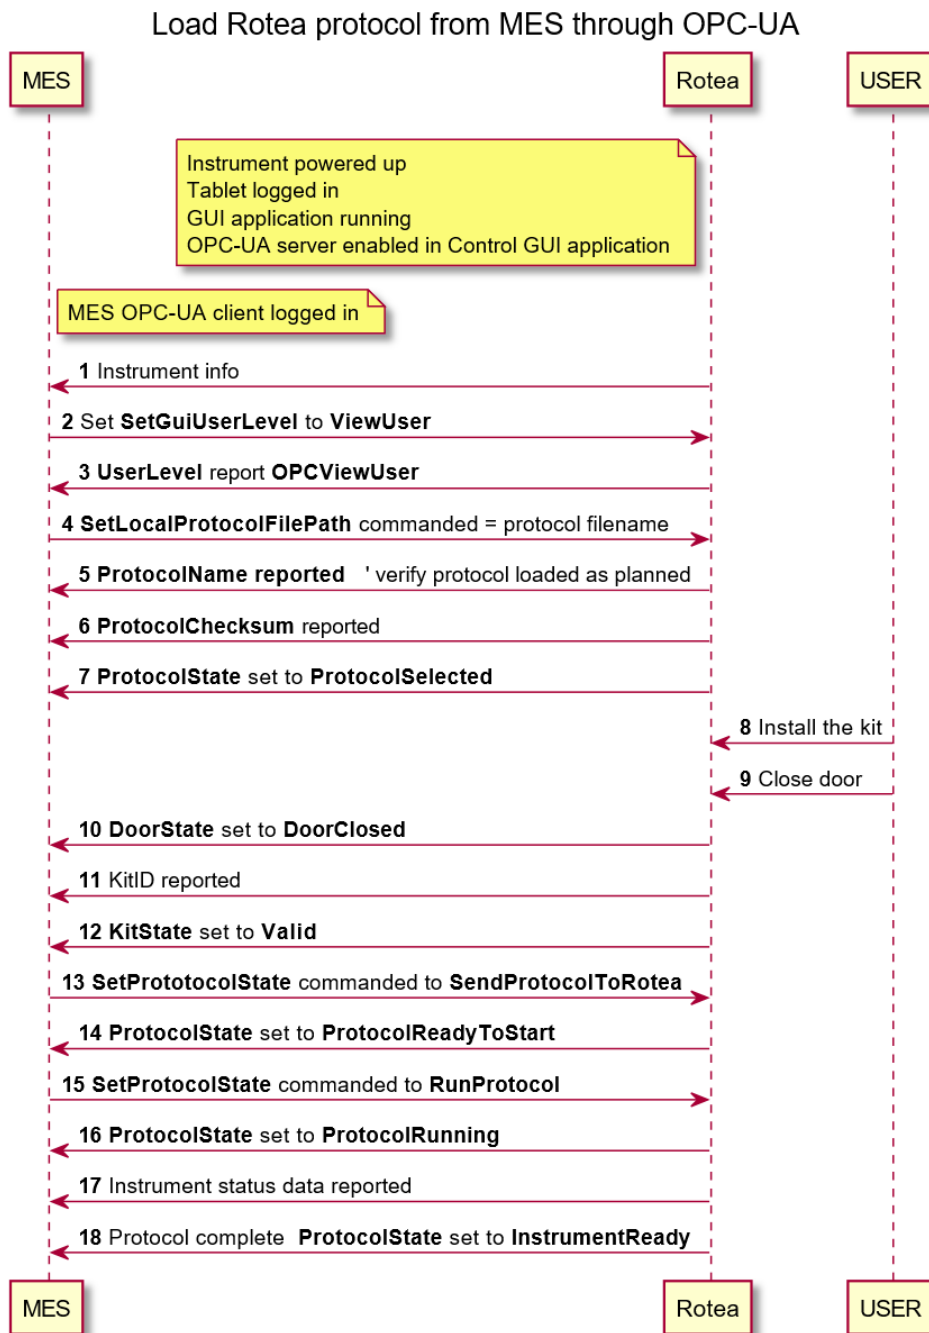 Load Rotea protocol from MES through OPC-UA
MES
Rotea
USER
Instrument powered up
Tablet logged in
GUI application running
OPC-UA server enabled in Control GUI application
MES OPC-UA client logged in
1 Instrument info
2 Set SetGuiUserLevel to ViewUser
3 UserLevel report OPCViewUser
4 SetLocalProtocolFilePath commanded = protocol filename
5 ProtocolName reported ' verify protocol loaded as planned
6 ProtocolChecksum reported
7 ProtocolState set to ProtocolSelected
8 Install the kit
9 Close door
10 DoorState set to DoorClosed
11 KitID reported
12 KitState set to Valid
13 SetPrototocolState commanded to SendProtocolToRotea
14 ProtocolState set to ProtocolReadyToStart
15 SetProtocolState commanded to RunProtocol
16 ProtocolState set to ProtocolRunning
17 Instrument status data reported
18 Protocol complete ProtocolState set to InstrumentReady
MES
Rotea
USER